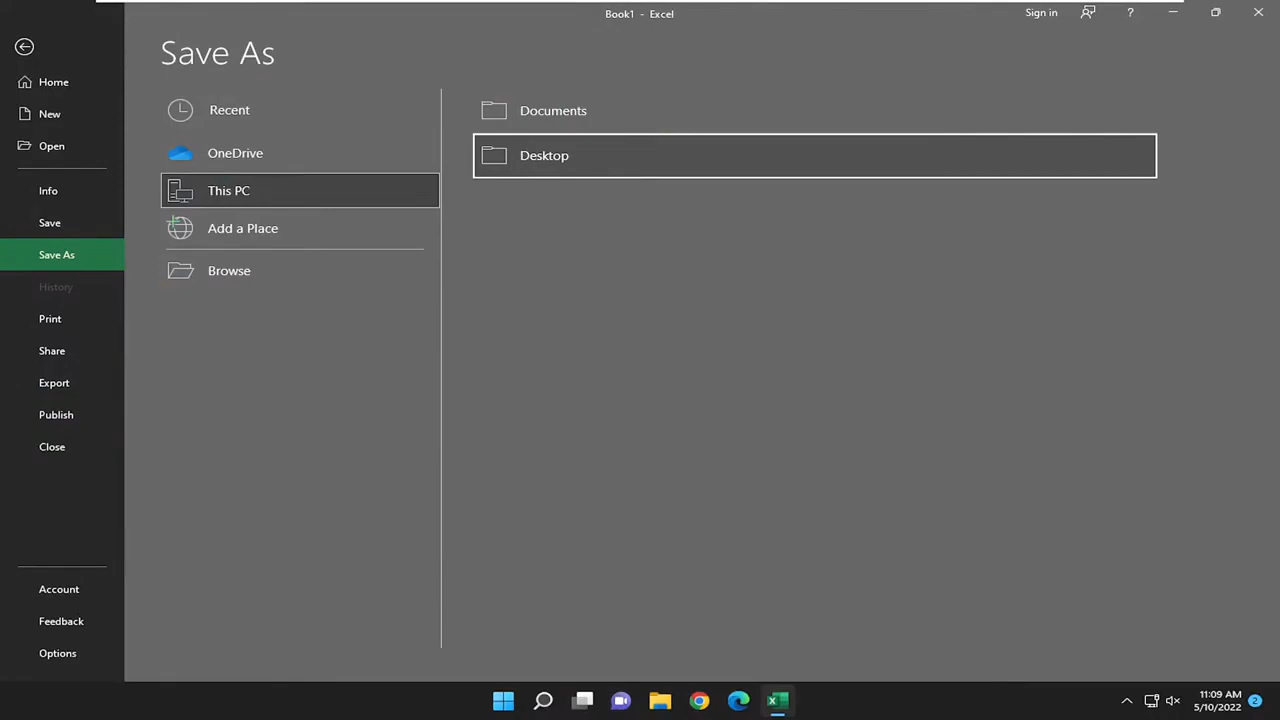 Book1 - Excel
Sign in
?
Home
New
Open
Info
Save
Save As
History
Print
Share
Export
Publish
Close
Account
Feedback
Options
Save As
Recent
OneDrive
This PC
Add a Place
Browse
Documents
Desktop
11:09 AM
5/10/2022
2